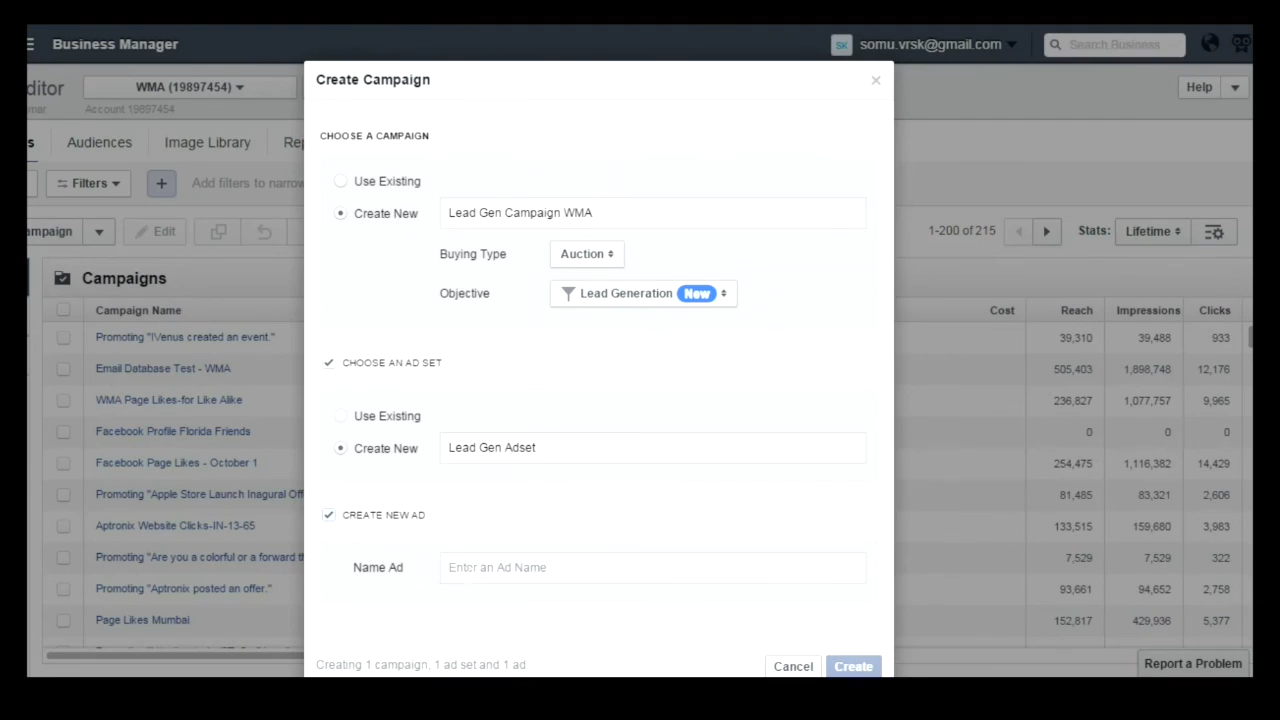 Business Manager
SK somu.vrsk@gmail.com
Search Business
ditor
WMA (19897454)
Help
mar
Account 19897454
s
Audiences
Image Library
Rep
Filters
+
Add filters to narrow
ampaign
Edit
1-200 of 215
Stats:
Lifetime
Campaigns
Campaign Name
Cost
Reach
Impressions
Clicks
Promoting "IVenus created an event."
39,310
39,488
933
Email Database Test - WMA
505,403
1,898,748
12,176
WMA Page Likes-for Like Alike
236,827
1,077,757
9,965
Facebook Profile Florida Friends
0
0
0
Facebook Page Likes - October 1
254,475
1,116,382
14,429
Promoting "Apple Store Launch Inagural Off
81,485
83,321
2,606
Aptronix Website Clicks-IN-13-65
133,515
159,680
3,983
Promoting "Are you a colorful or a forward th
7,529
7,529
322
Promoting "Aptronix posted an offer."
93,661
94,652
2,758
Page Likes Mumbai
152,817
429,936
5,377
Report a Problem
Create Campaign
×
CHOOSE A CAMPAIGN
Use Existing
Create New
Lead Gen Campaign WMA
Buying Type
Auction
Objective
Lead Generation New
CHOOSE AN AD SET
Use Existing
Create New
Lead Gen Adset
CREATE NEW AD
Name Ad
Enter an Ad Name
Creating 1 campaign, 1 ad set and 1 ad
Cancel
Create